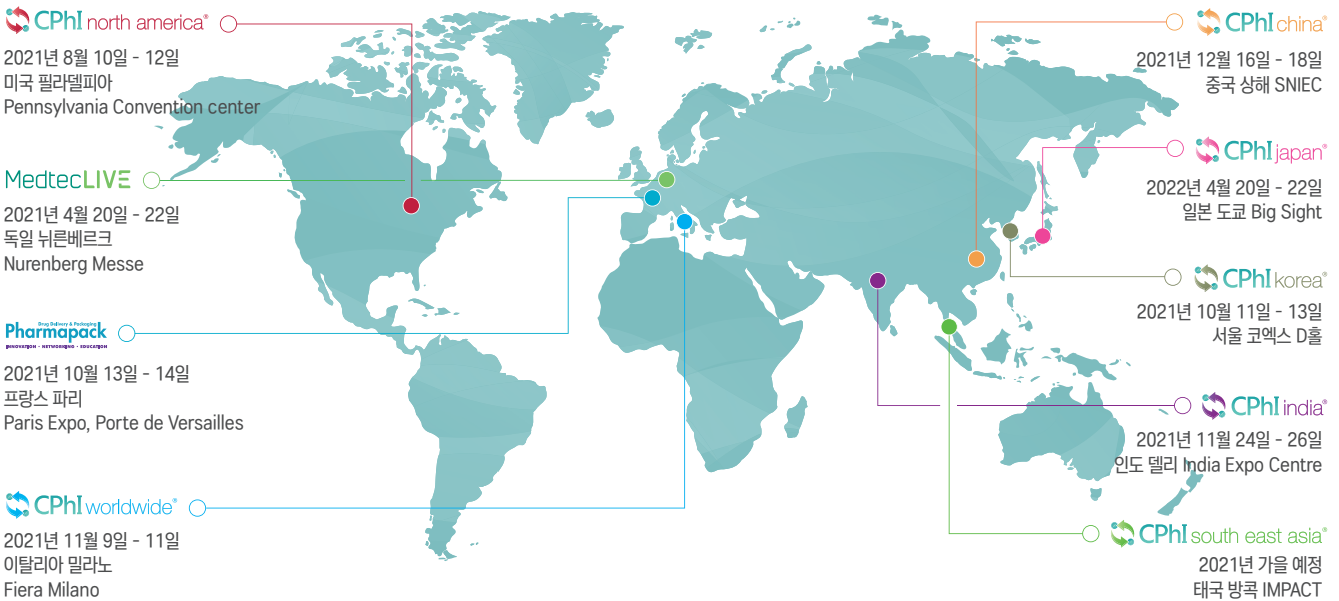 CPhI north america®
2021년 8월 10일 - 12일
미국 필라델피아
Pennsylvania Convention center
MedtecLIVE
2021년 4월 20일 - 22일
독일 뉘른베르크
Nurenberg Messe
Drug Delivery & Packaging
Pharmapack
INNOVATION • NETWORKING • EDUCATION
2021년 10월 13일 - 14일
프랑스 파리
Paris Expo, Porte de Versailles
CPhI worldwide®
2021년 11월 9일 - 11일
이탈리아 밀라노
Fiera Milano
CPhI china®
2021년 12월 16일 - 18일
중국 상해 SNIEC
CPhI japan®
2022년 4월 20일 - 22일
일본 도쿄 Big Sight
CPhI korea®
2021년 10월 11일 - 13일
서울 코엑스 D홀
CPhI india®
2021년 11월 24일 - 26일
인도 델리 India Expo Centre
CPhI south east asia®
2021년 가을 예정
태국 방콕 IMPACT